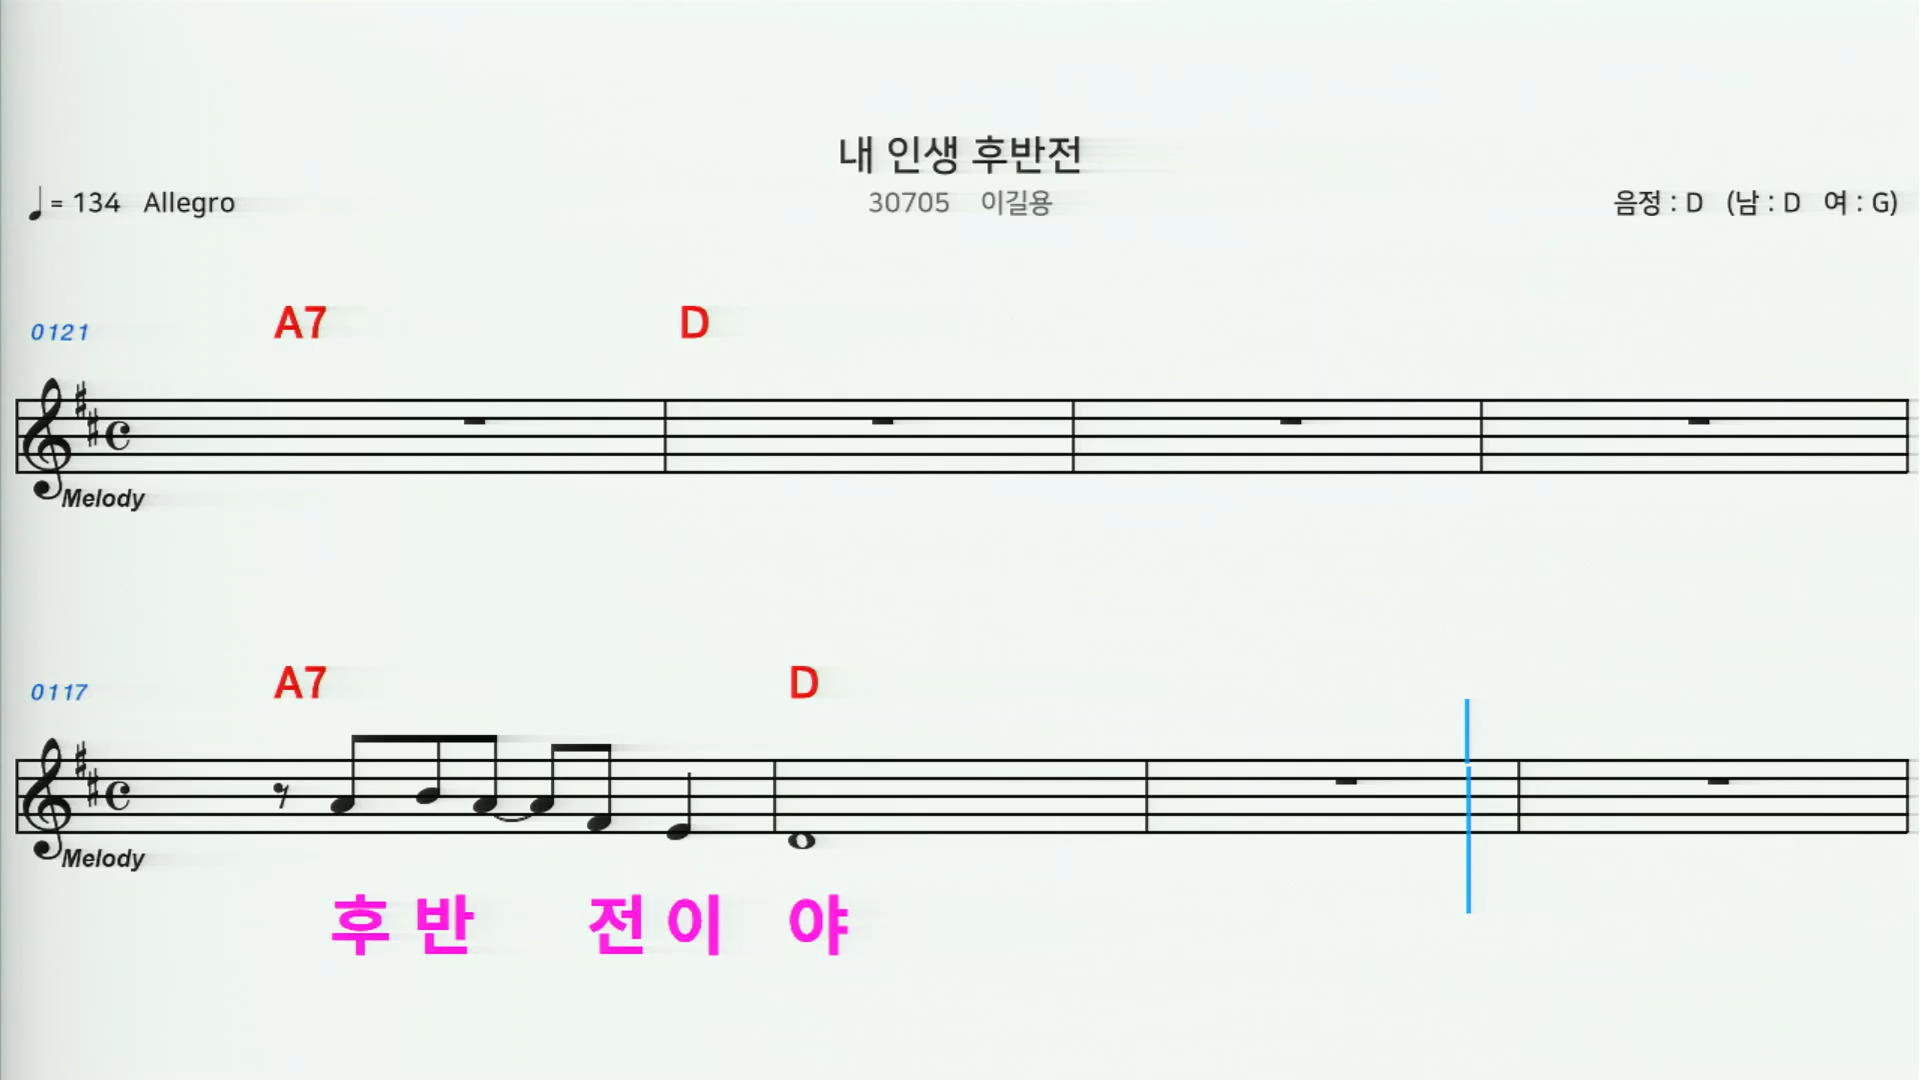 내 인생 후반전
= 134 Allegro
30705 이길용
음정 : D (남 : D 여 : G)
0121
A7 D
Melody
0117
A7 D
Melody
후 반 전 이 야